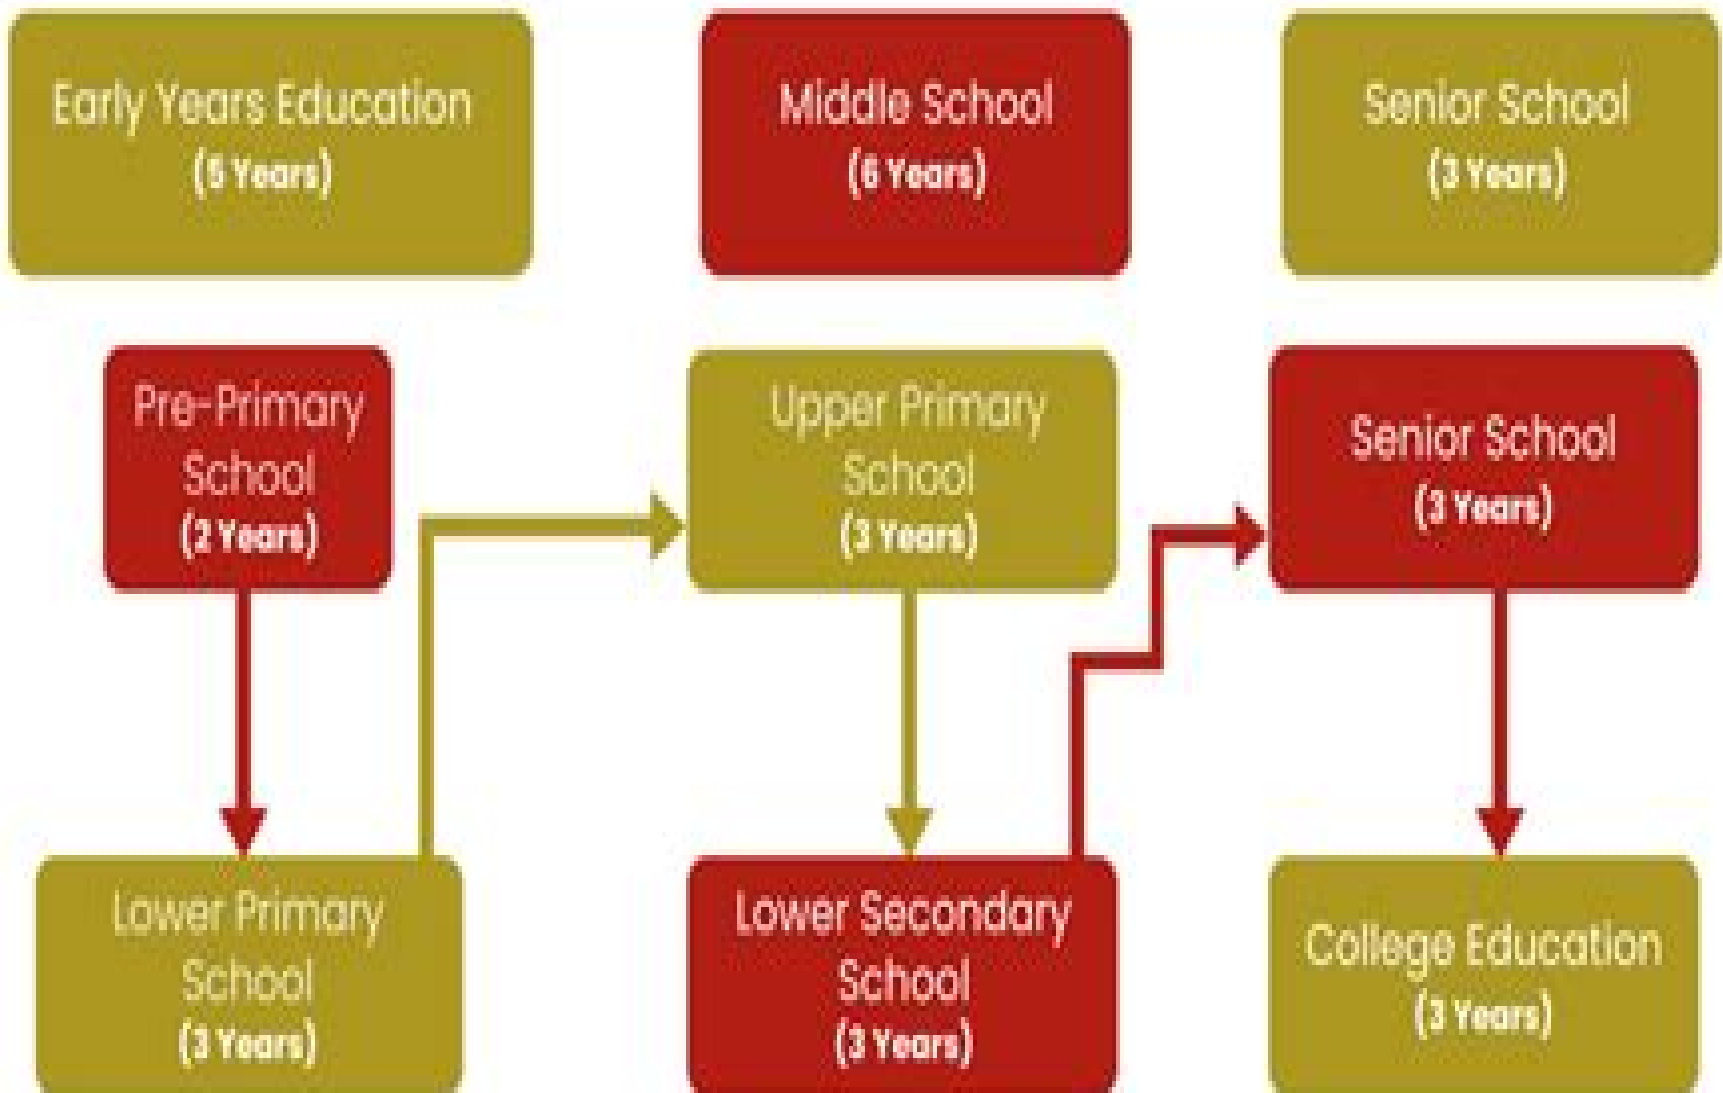 Early Years Education
(5 Years)
Middle School
(6 Years)
Senior School
(3 Years)
Pre-Primary
School
(2 Years)
Upper Primary
School
(3 Years)
Senior School
(3 Years)
Lower Primary
School
(3 Years)
Lower Secondary
School
(3 Years)
College Education
(3 Years)